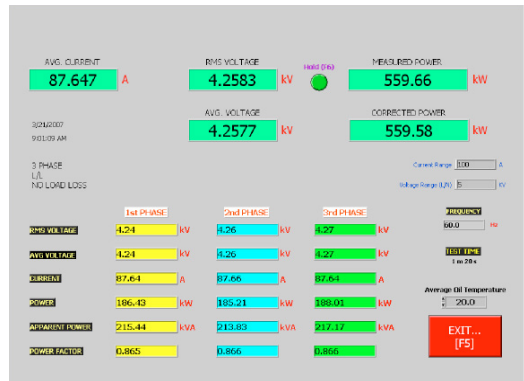 AVG. CURRENT RMS VOLTAGE Hold (F6) MEASURED POWER
87.647 A 4.2583 kV 559.66 kW
AVG. VOLTAGE CORRECTED POWER
4.2577 kV 559.58 kW
3/21/2007
9:01:09 AM
3 PHASE
L/L
NO LOAD LOSS
Current Range 100 A
Voltage Range (L/N) 5 kV
1st PHASE 2nd PHASE 3rd PHASE FREQUENCY
RMS VOLTAGE 4.24 kV 4.26 kV 4.27 kV 60.0 Hz
AVG VOLTAGE 4.24 kV 4.26 kV 4.27 kV TEST TIME
1 m 20 s
CURRENT 87.64 A 87.66 A 87.64 A
Average Oil Temperature
POWER 186.43 kW 185.21 kW 188.01 kW 20.0
APPARENT POWER 215.44 kVA 213.83 kVA 217.17 kVA EXIT...
[F5]
POWER FACTOR 0.865 0.866 0.866